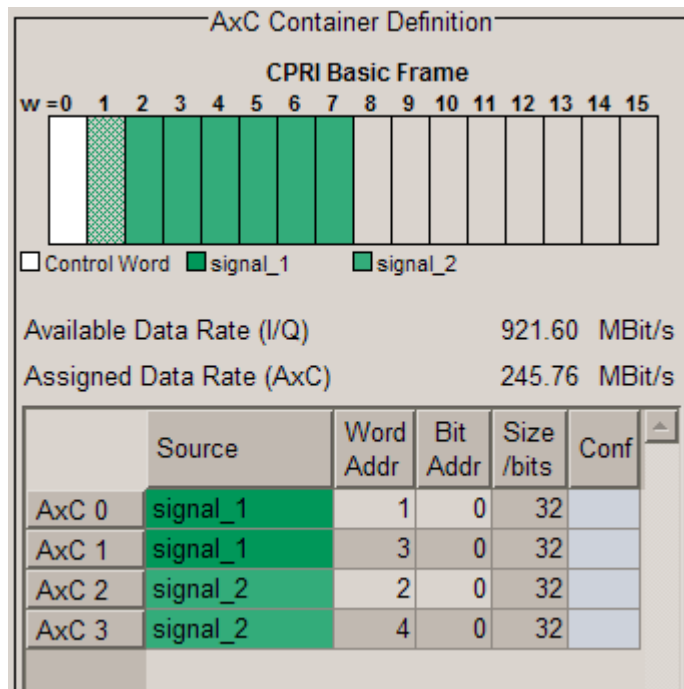 AxC Container Definition
CPRI Basic Frame
w =0 1 2 3 4 5 6 7 8 9 10 11 12 13 14 15
Control Word signal_1 signal_2
Available Data Rate (I/Q) 921.60 MBit/s
Assigned Data Rate (AxC) 245.76 MBit/s
Source Word Addr Bit Addr Size /bits Conf
AxC 0 signal_1 1 0 32
AxC 1 signal_1 3 0 32
AxC 2 signal_2 2 0 32
AxC 3 signal_2 4 0 32